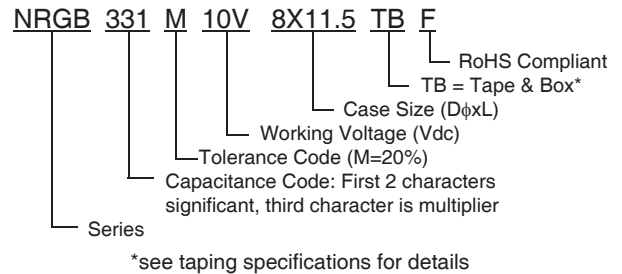 NRGB 331 M 10V 8X11.5 TB F
RoHS Compliant
TB = Tape & Box*
Case Size (DϕxL)
Working Voltage (Vdc)
Tolerance Code (M=20%)
Capacitance Code: First 2 characters
significant, third character is multiplier
Series
*see taping specifications for details